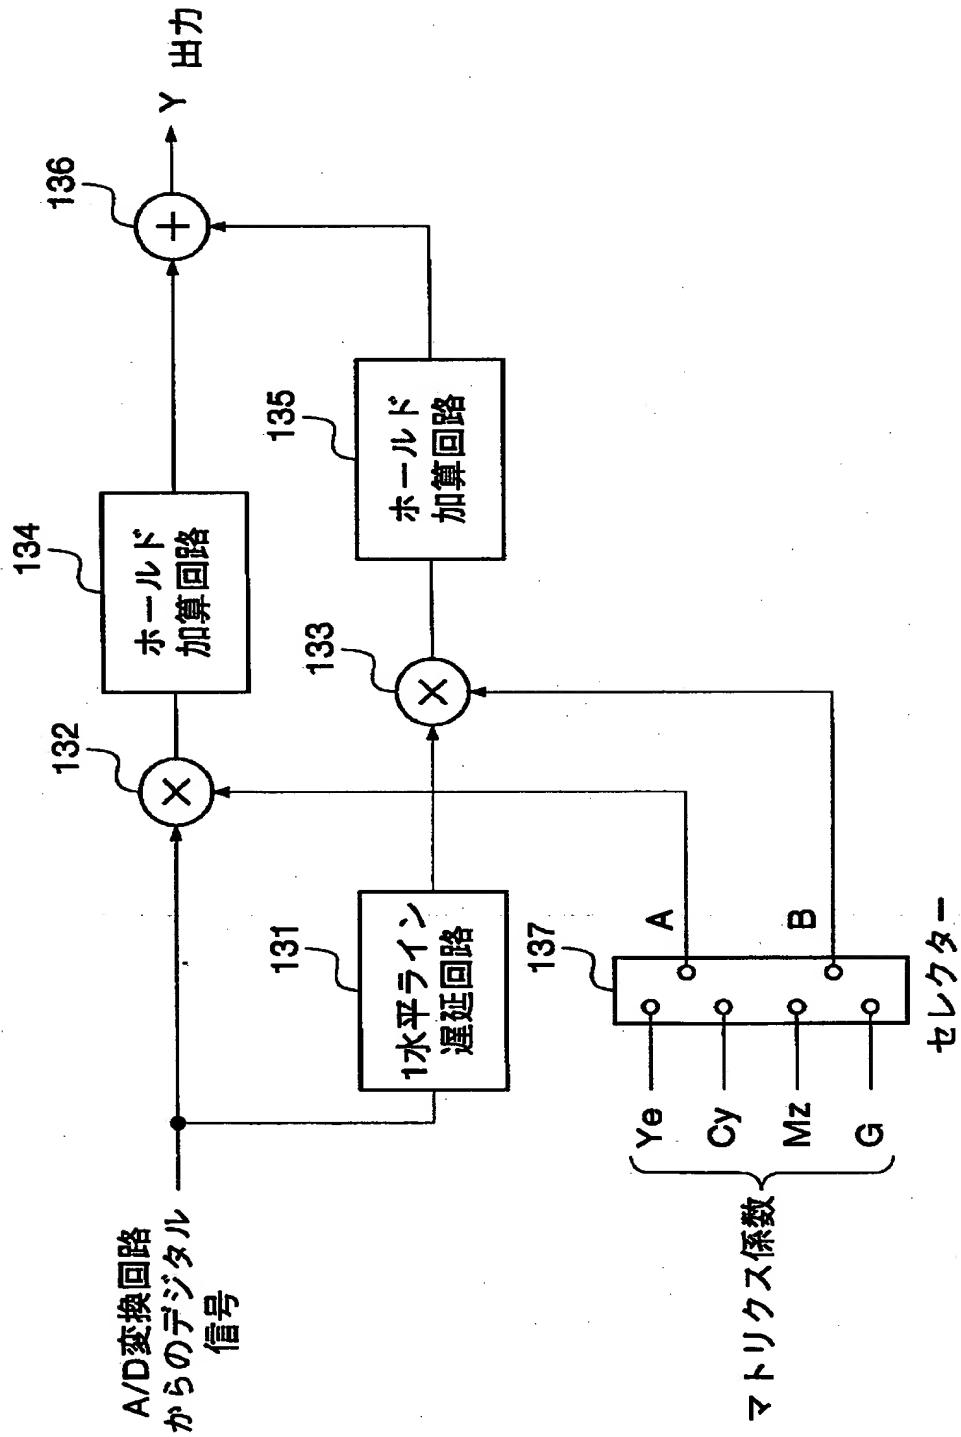 A/D変換回路
からのデジタル
信号
132
134
ホールド
加算回路
136
Y 出力
131
1水平ライン
遅延回路
133
135
ホールド
加算回路
マトリクス係数
Ye
Cy
Mz
G
137
A
B
セレクター